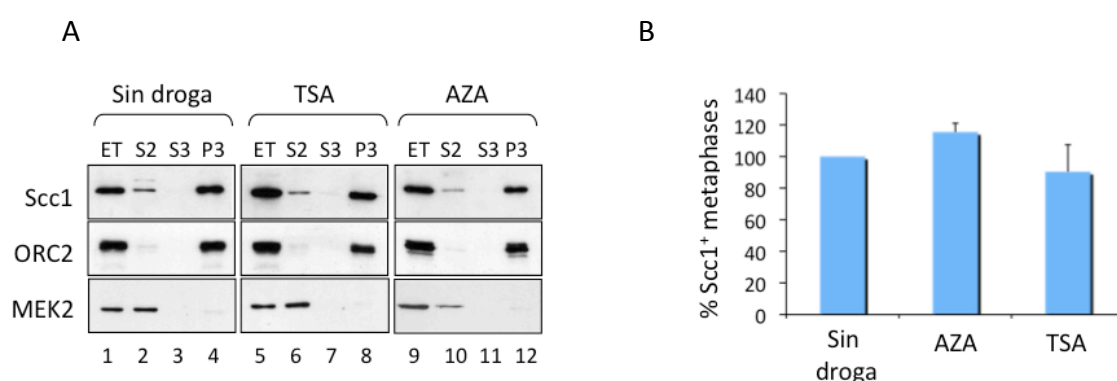 A
Sin droga TSA AZA
ET S2 S3 P3 ET S2 S3 P3 ET S2 S3 P3
Scc1
ORC2
MEK2
1 2 3 4 5 6 7 8 9 10 11 12
B
% Scc1+ metaphases
140
120
100
80
60
40
20
0
Sin droga
AZA
TSA